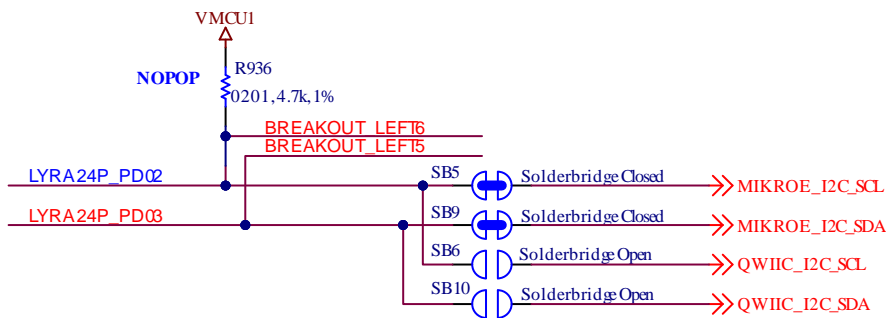 VMCU1
R936
NOPOP
0201,4.7k,1%
BREAKOUT_LEFT6
BREAKOUT_LEFT5
LYRA24P_PD02
SB5
Solderbridge Closed
MIKROE_I2C_SCL
LYRA24P_PD03
SB9
Solderbridge Closed
MIKROE_I2C_SDA
SB6
Solderbridge Open
QWIIC_I2C_SCL
SB10
Solderbridge Open
QWIIC_I2C_SDA